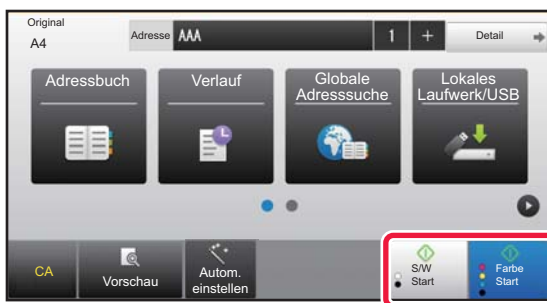 Original
A4
Adresse AAA 1 + Detail
Adressbuch
Verlauf
Globale
Adresssuche
Lokales
Laufwerk/USB
CA
Vorschau
Autom.
einstellen
S/W
Start
Farbe
Start